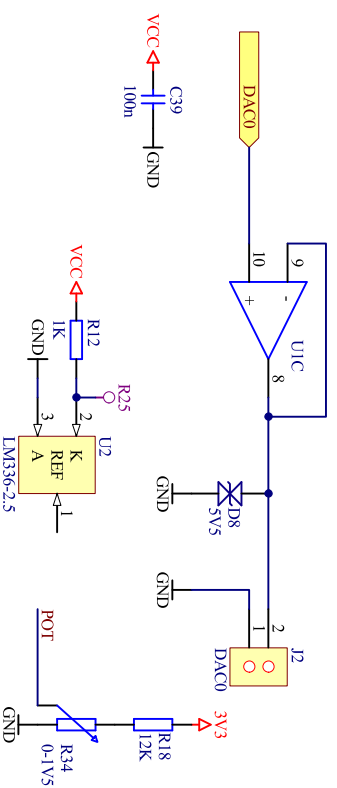 VCC
C39
100n
GND
DAC0
9
10
-
+
U1C
8
D8
5V5
GND
GND
2
1
J2
DAC0
VCC
R12
1K
R25
GND
2
3
U2
K
REF
A
LM336-2.5
1
POT
3V3
R18
12K
R34
0-1V5
GND